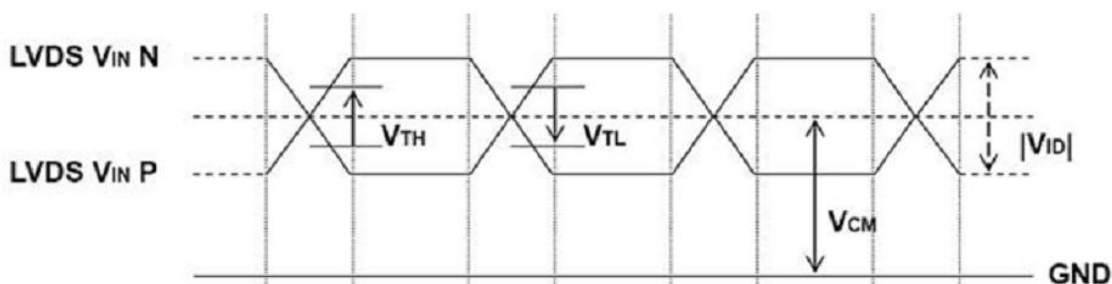 LVDS VIN N
VTH
VTL
|VID|
LVDS VIN P
VCM
GND